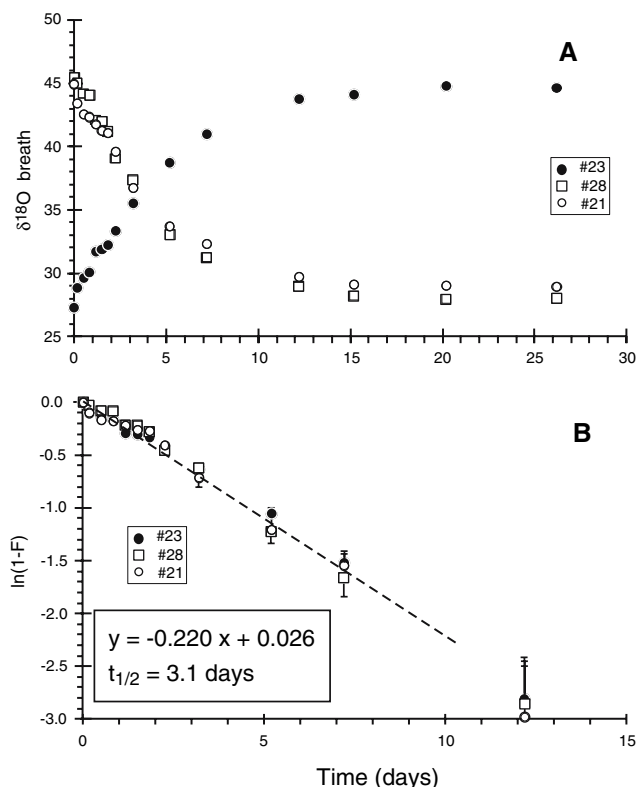 50
A
45
40
35
30
25
δ¹⁸O breath
#23
#28
#21
0 5 10 15 20 25 30
0.0
B
-0.5
-1.0
-1.5
-2.0
-2.5
-3.0
ln(1-F)
#23
#28
#21
y = -0.220 x + 0.026
t1/2 = 3.1 days
0 5 10 15
Time (days)